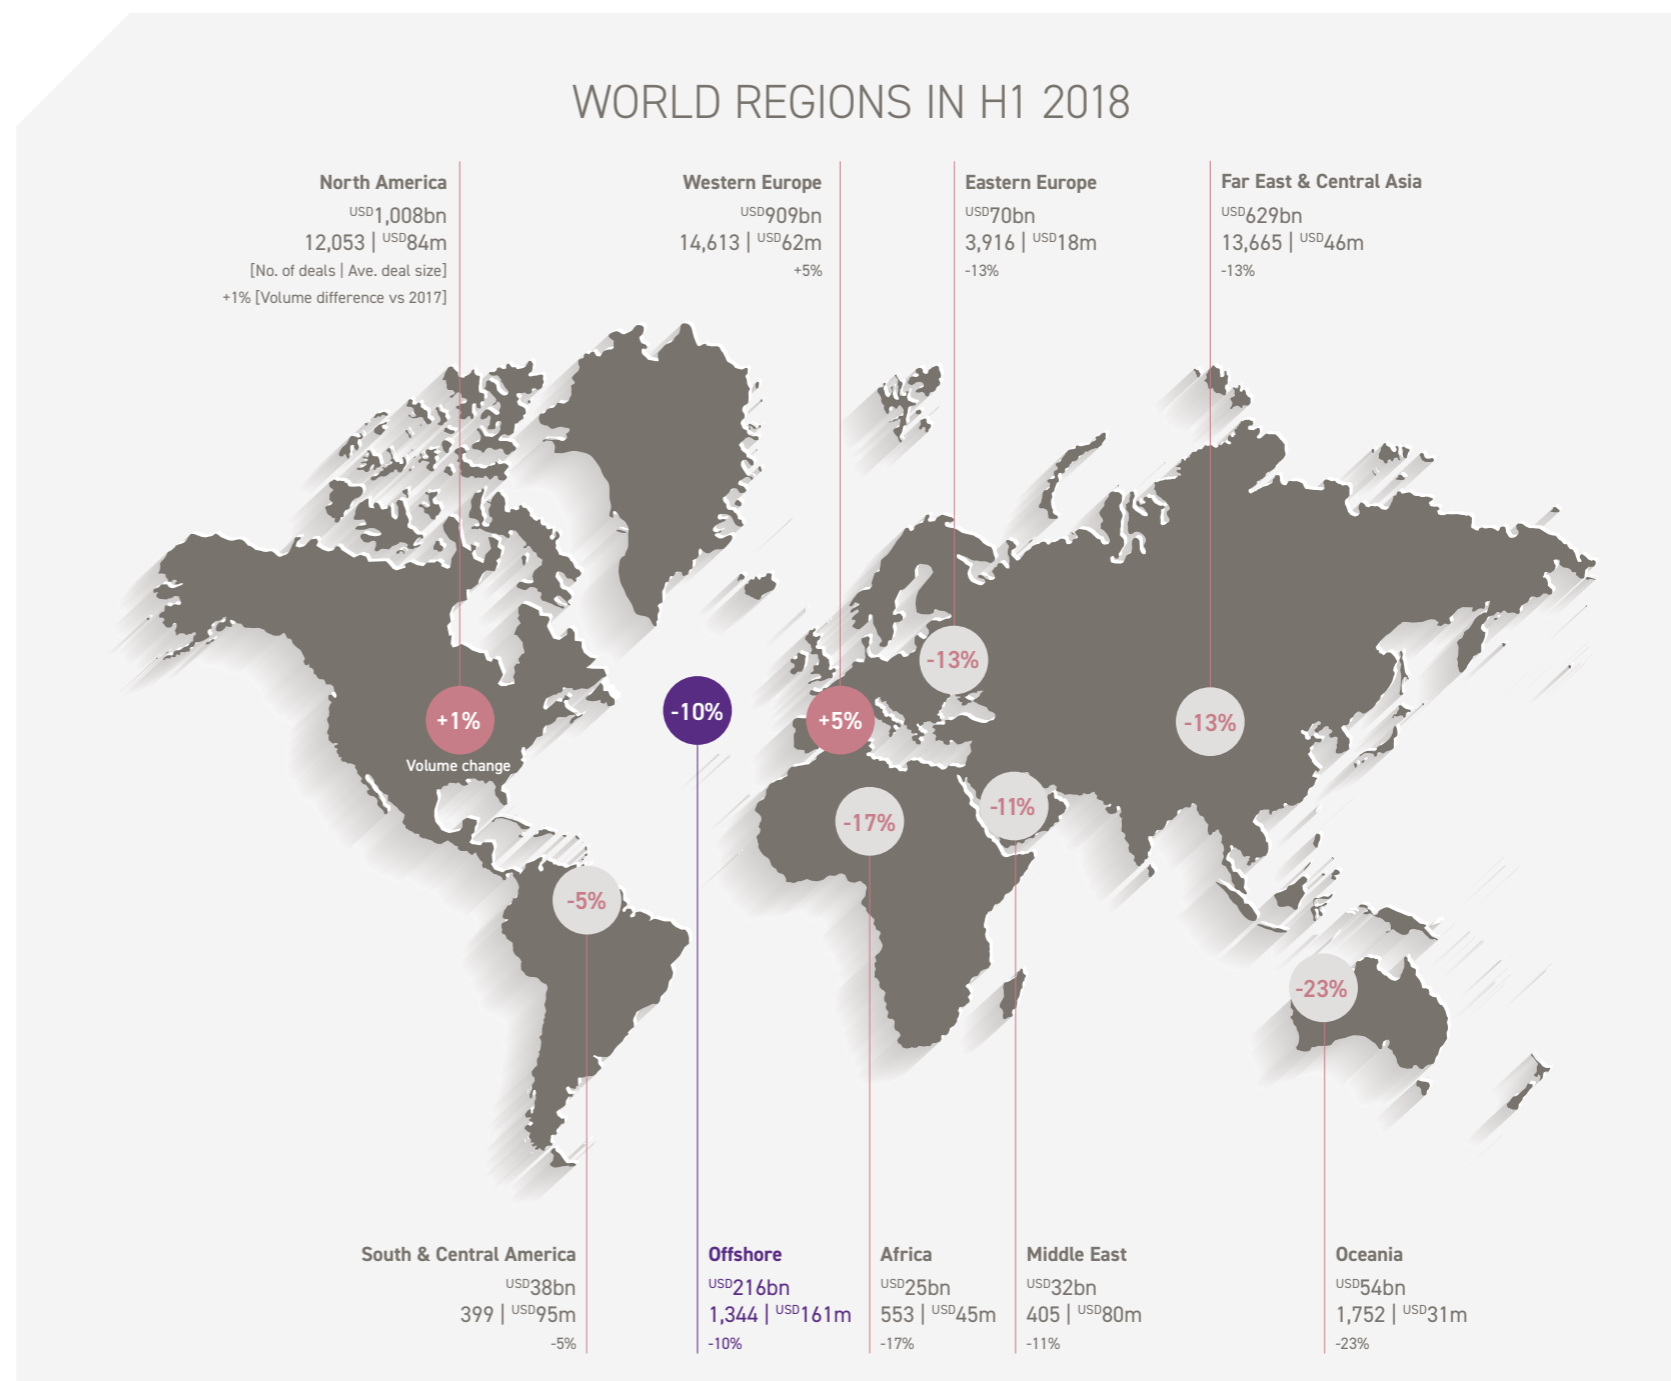 WORLD REGIONS IN H1 2018
North America
USD1,008bn
12,053 | USD84m
[No. of deals | Ave. deal size]
+1% [Volume difference vs 2017]
Western Europe
USD909bn
14,613 | USD62m
+5%
Eastern Europe
USD70bn
3,916 | USD18m
-13%
Far East & Central Asia
USD629bn
13,665 | USD46m
-13%
+1%
Volume change
-10%
+5%
-13%
-13%
-17%
-11%
-5%
-23%
South & Central America
USD38bn
399 | USD95m
-5%
Offshore
USD216bn
1,344 | USD161m
-10%
Africa
USD25bn
553 | USD45m
-17%
Middle East
USD32bn
405 | USD80m
-11%
Oceania
USD54bn
1,752 | USD31m
-23%